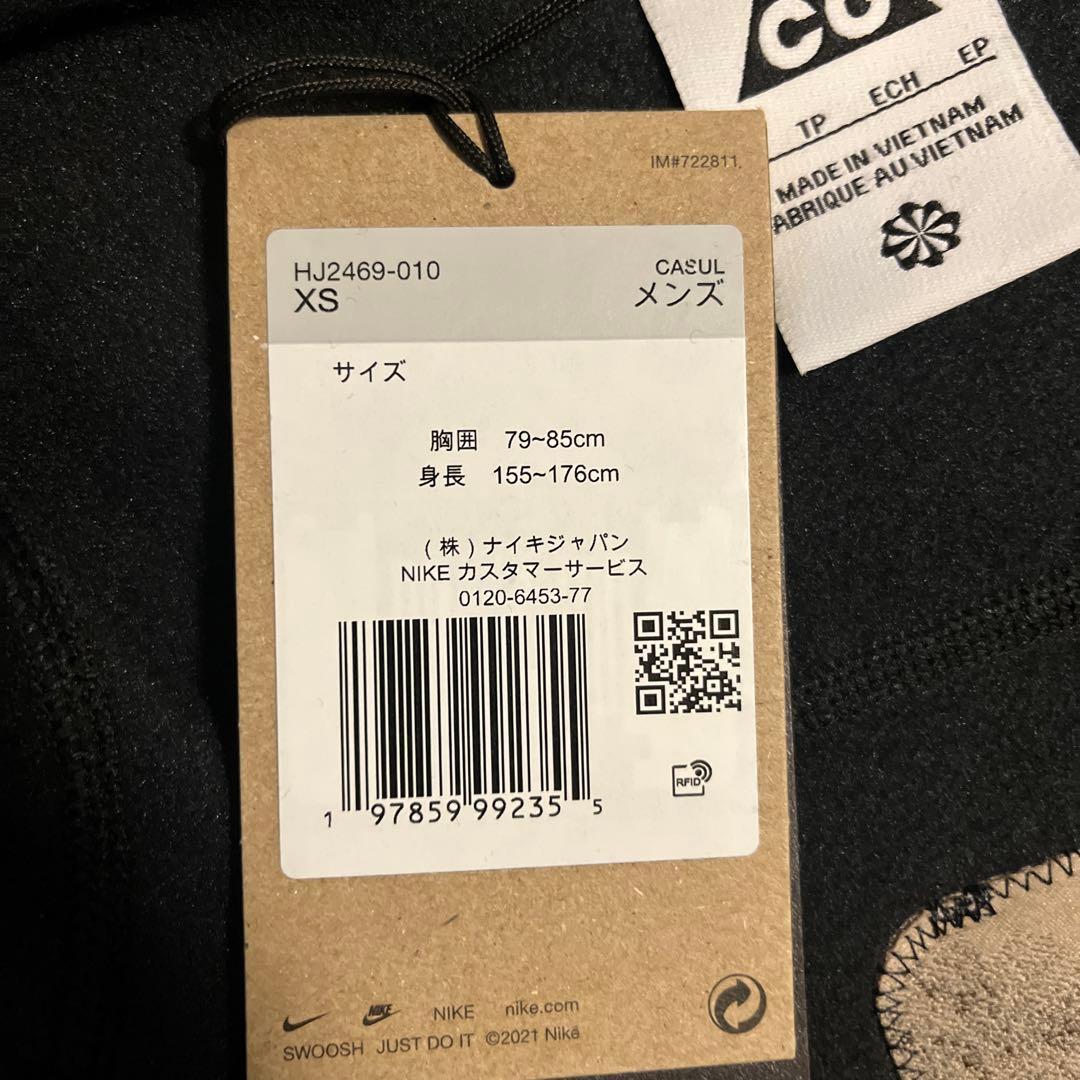 CG
TP ECH EP
MADE IN VIETNAM
FABRIQUE AU VIETNAM
IM#722811
HJ2469-010
CASUL
XS
メンズ
サイズ
胸囲 79~85cm
身長 155~176cm
(株)ナイキジャパン
NIKE カスタマーサービス
0120-6453-77
1 97859 99235 5
RFID
NIKE NIKE nike.com
SWOOSH JUST DO IT ©2021 Nike